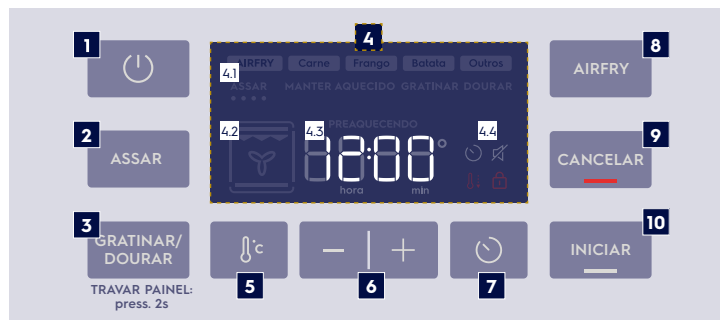 1
2
ASSAR
3
GRATINAR/
DOURAR
TRAVAR PAINEL:
press. 2s
4
4.1
AIRFRY Carne Frango Batata Outros
ASSAR MANTER AQUECIDO GRATINAR DOURAR
4.2
4.3
PREAQUECENDO
4.4
12:00°
hora min
°C
5
− | +
6
7
8
AIRFRY
9
CANCELAR
10
INICIAR